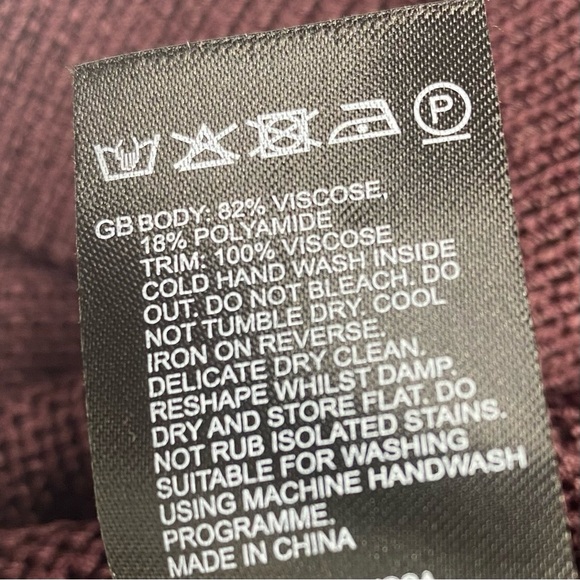 P
GB BODY: 82% VISCOSE,
18% POLYAMIDE
TRIM: 100% VISCOSE
COLD HAND WASH INSIDE
OUT. DO NOT BLEACH. DO
NOT TUMBLE DRY. COOL
IRON ON REVERSE.
DELICATE DRY CLEAN.
RESHAPE WHILST DAMP.
DRY AND STORE FLAT. DO
NOT RUB ISOLATED STAINS.
SUITABLE FOR WASHING
USING MACHINE HANDWASH
PROGRAMME.
MADE IN CHINA